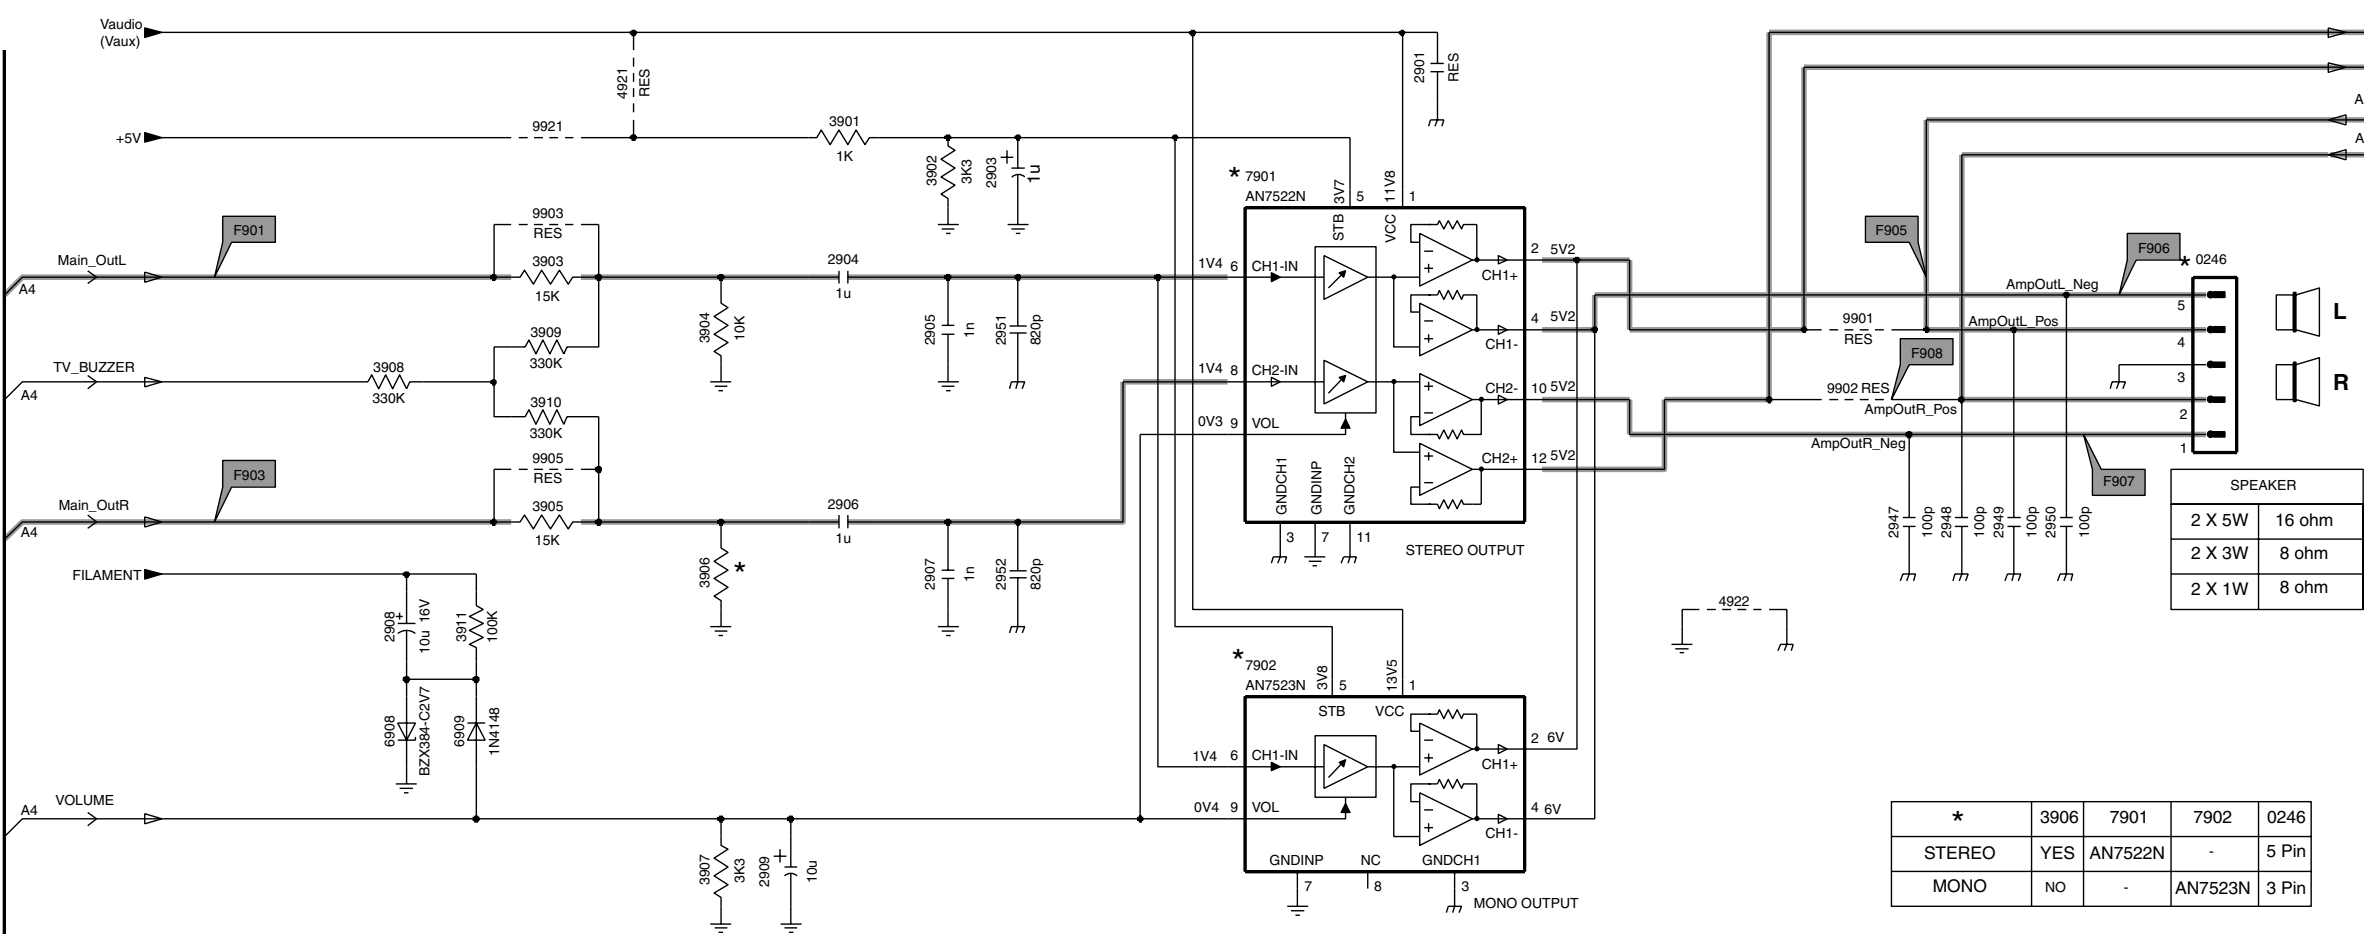 Vaudio
(Vaux)
4921
RES
2901
RES
+5V
9921
3901
1K
3902
3K3
2903
+
1u
* 7901
AN7522N
3V7
5
11V8
1
STB
VCC
F901
9903
RES
Main_OutL
A4
3903
15K
2904
1u
1V4 6 CH1-IN
2 5V2
CH1+
F905
F906
* 0246
AmpOutL_Neg
5
L
3904
10K
2905
1n
2951
820p
4 5V2
CH1-
9901
RES
AmpOutL_Pos
4
3909
330K
TV_BUZZER
A4
3908
330K
1V4 8 CH2-IN
CH2- 10 5V2
F908
9902 RES
AmpOutR_Pos
3
R
3910
330K
2
0V3 9 VOL
AmpOutR_Neg
1
F903
9905
RES
CH2+ 12 5V2
F907
GNDCH1
GNDINP
GNDCH2
Main_OutR
A4
3905
15K
2906
1u
3 7 11
STEREO OUTPUT
2947
100p
2948
100p
2949
100p
2950
100p
SPEAKER
2 X 5W 16 ohm
2 X 3W 8 ohm
2 X 1W 8 ohm
FILAMENT
3906
*
2907
1n
2952
820p
2908
+
10u 16V
3911
100K
4922
* 7902
AN7523N
3V8
5
13V5
1
STB
VCC
6908
BZX384-C2V7
6909
1N4148
2 6V
CH1+
1V4 6 CH1-IN
VOLUME
A4
0V4 9 VOL
4 6V
CH1-
3907
3K3
2909
+
10u
GNDINP NC GNDCH1
7 8 3
MONO OUTPUT
* 3906 7901 7902 0246
STEREO YES AN7522N - 5 Pin
MONO NO - AN7523N 3 Pin
A
A